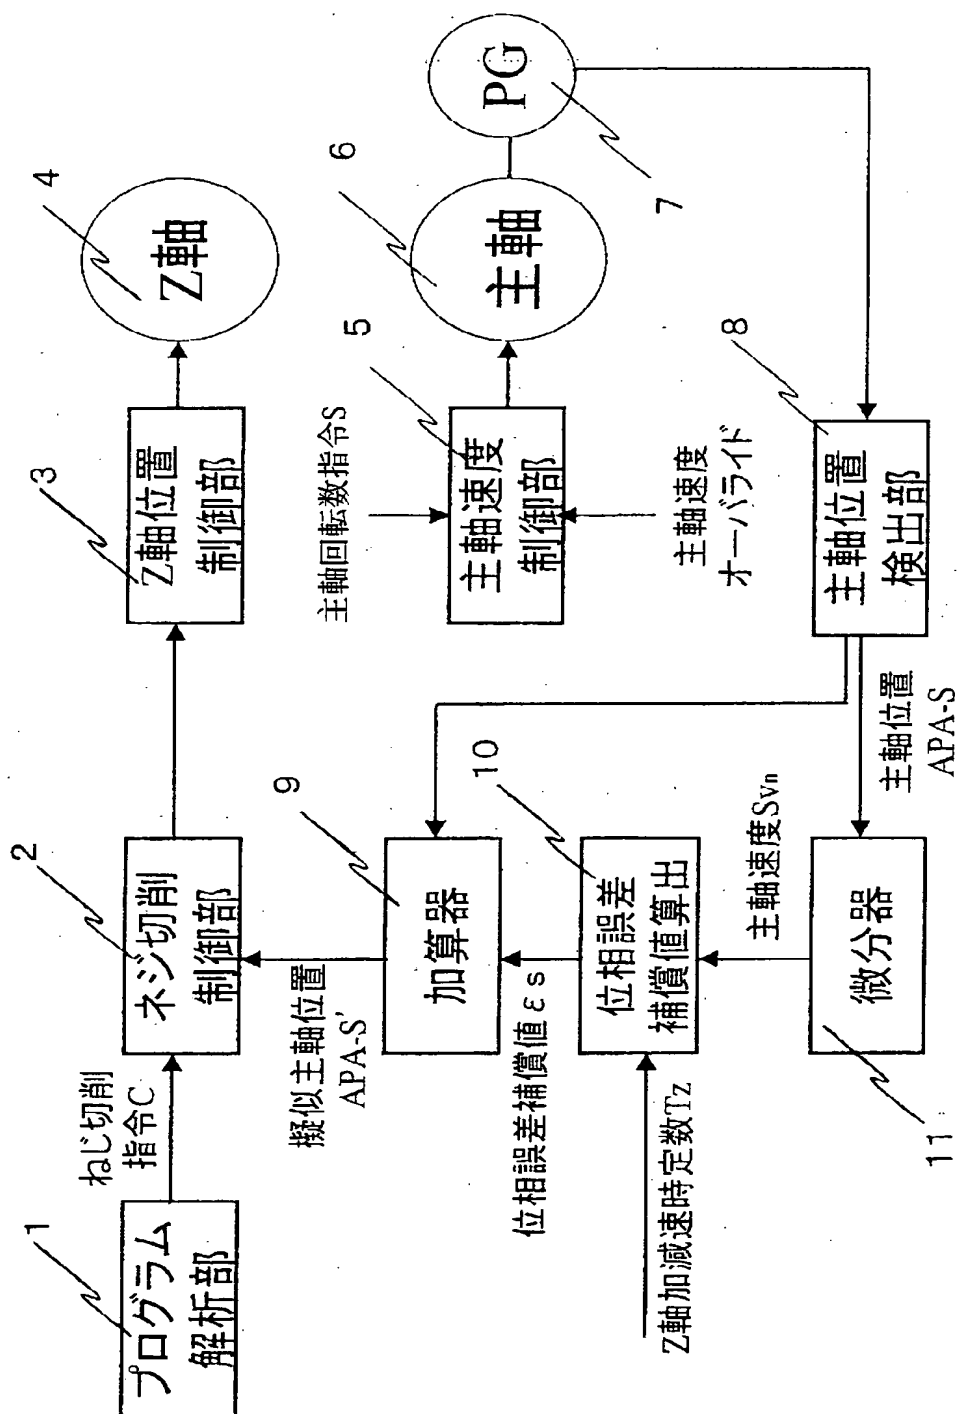 1
プログラム
解析部
ねじ切削
指令C
2
ネジ切削
制御部
3
Z軸位置
制御部
4
Z軸
主軸回転数指令S
5
主軸速度
制御部
主軸速度
オーバライド
6
主軸
PG
7
8
主軸位置
検出部
主軸位置
APA-S
9
加算器
擬似主軸位置
APA-S'
10
位相誤差
補償値算出
位相誤差補償値εs
Z軸加減速時定数Tz
主軸速度Svn
微分器
11